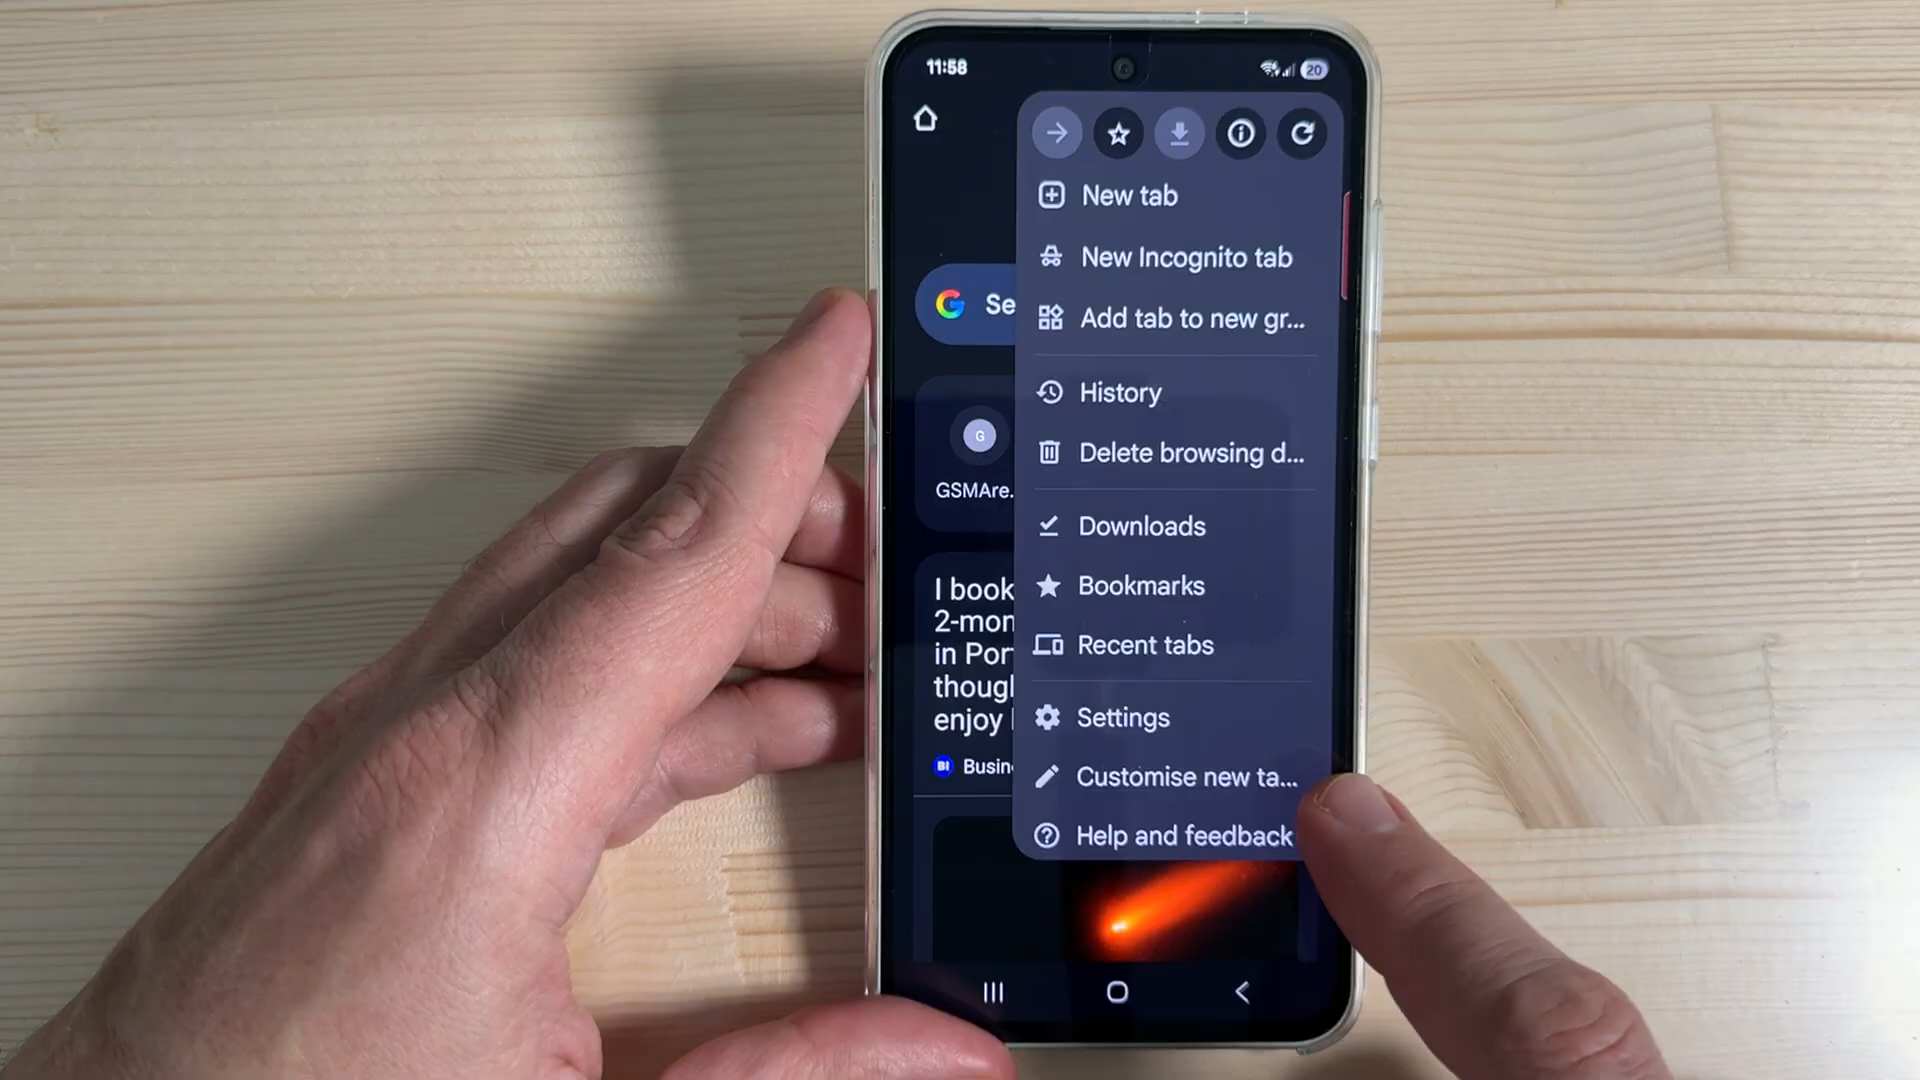 11:58
20
New tab
New Incognito tab
Se
Add tab to new gr...
History
G
Delete browsing d...
GSMAre.
Downloads
I book
2-mon
in Por
though
enjoy
Bookmarks
Recent tabs
Settings
BI Busin
Customise new ta...
Help and feedback